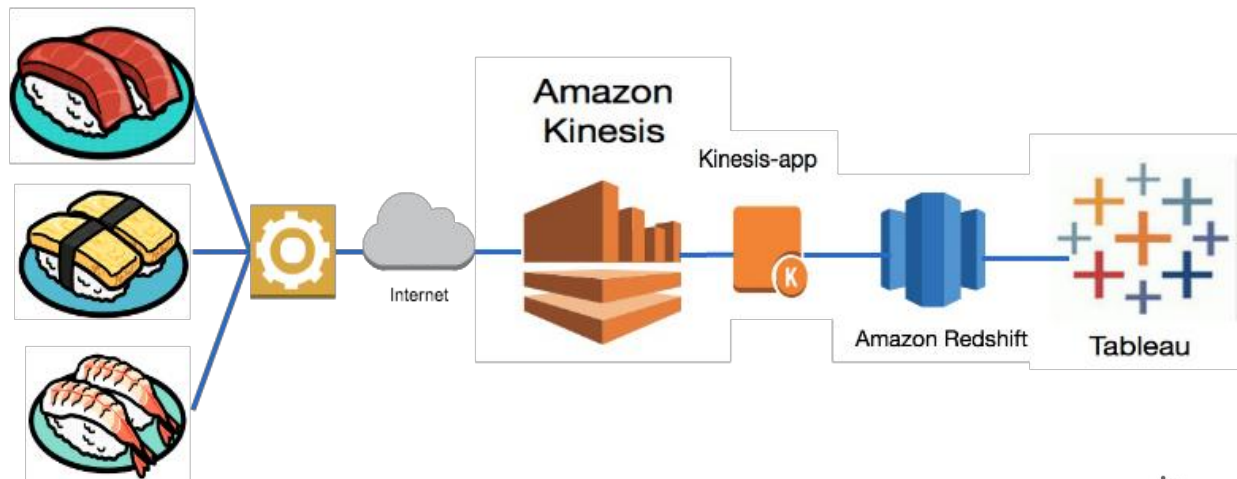 Amazon
Kinesis
Kinesis-app
K
Internet
Amazon Redshift
Tableau